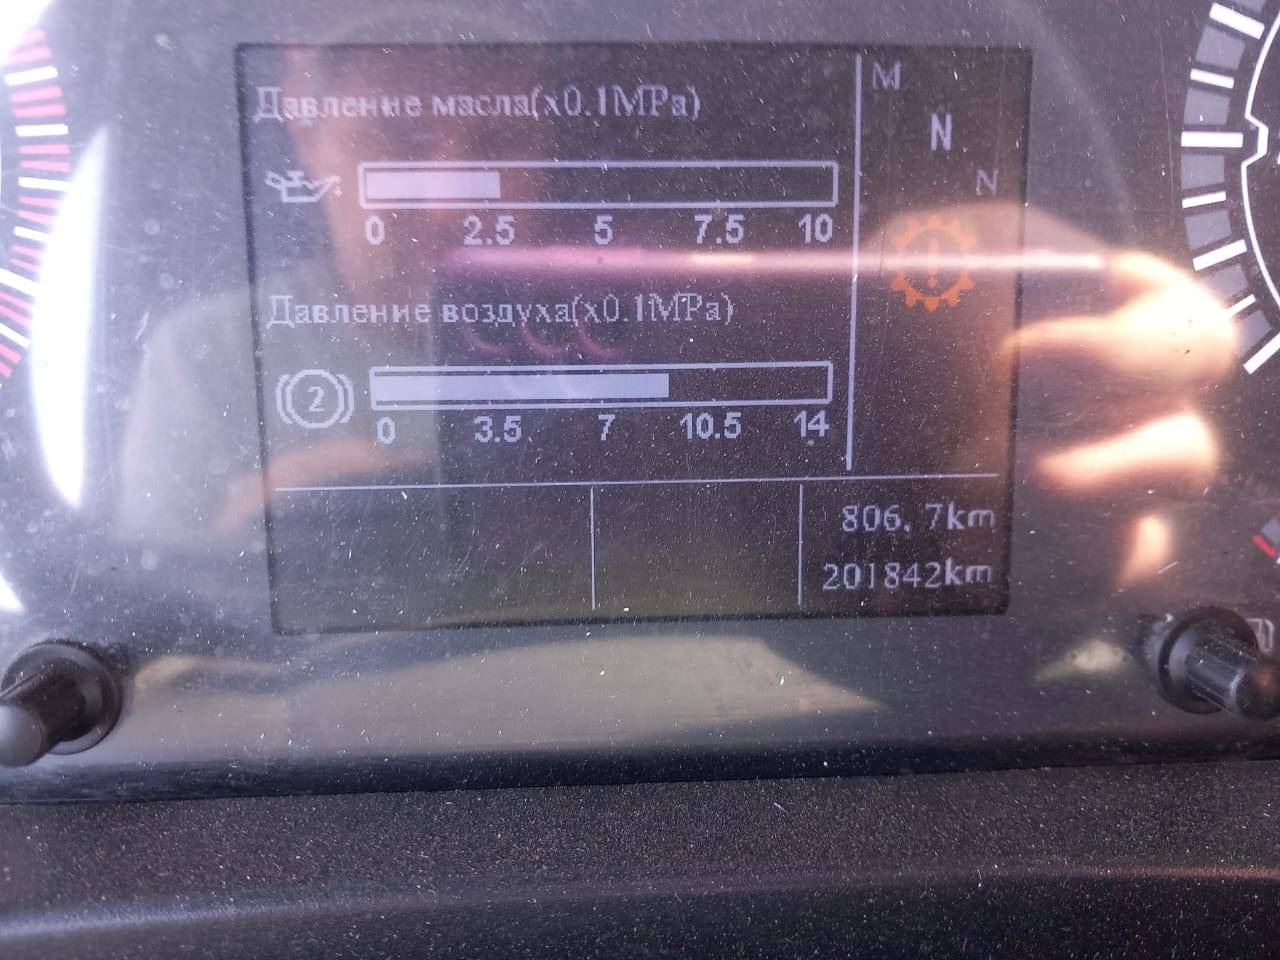 Давление масла(x0.1MPa)
0 2.5 5 7.5 10
M
N
N
Давление воздуха(x0.1MPa)
2
0 3.5 7 10.5 14
806.7km
201842km